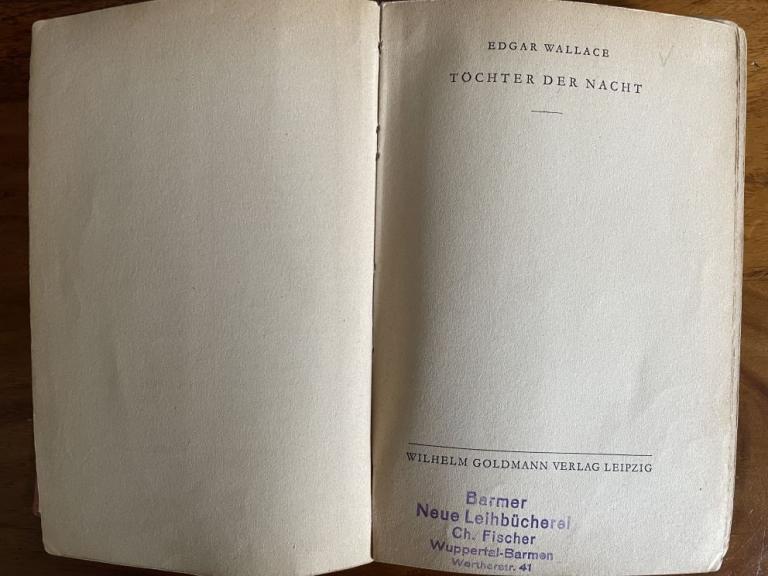 EDGAR WALLACE
TÖCHTER DER NACHT
WILHELM GOLDMANN VERLAG LEIPZIG
Barmer
Neue Leihbücherei
Ch. Fischer
Wuppertal-Barmen
Wertherstr. 41